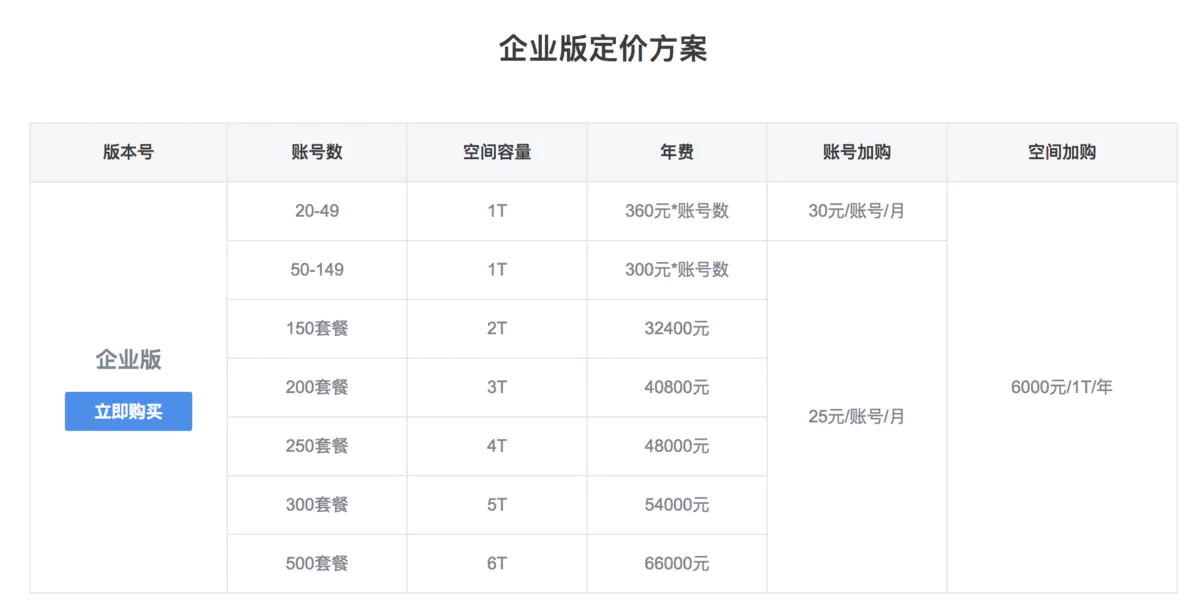 企业版定价方案
版本号 账号数 空间容量 年费 账号加购 空间加购
20-49 1T 360元*账号数 30元/账号/月
50-149 1T 300元*账号数
150套餐 2T 32400元
企业版
立即购买
200套餐 3T 40800元
6000元/1T/年
25元/账号/月
250套餐 4T 48000元
300套餐 5T 54000元
500套餐 6T 66000元